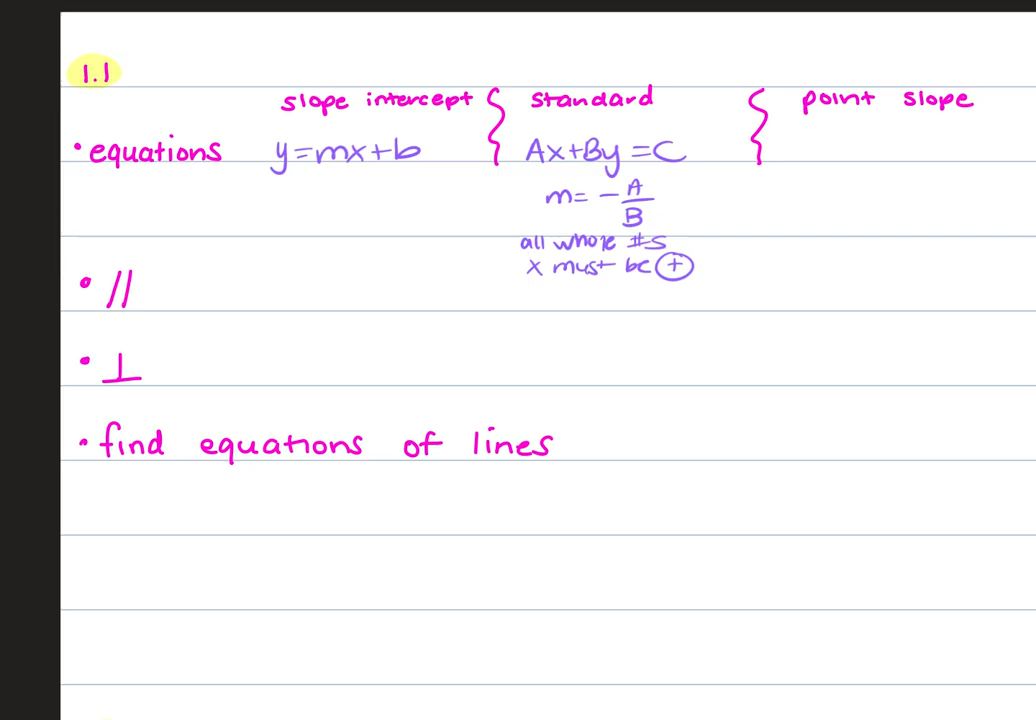 1.1
slope intercept { standard { point slope
• equations y=mx+b Ax+By=C
m= -A/B
all whole #s
x must be +
• //
• ⊥
• find equations of lines